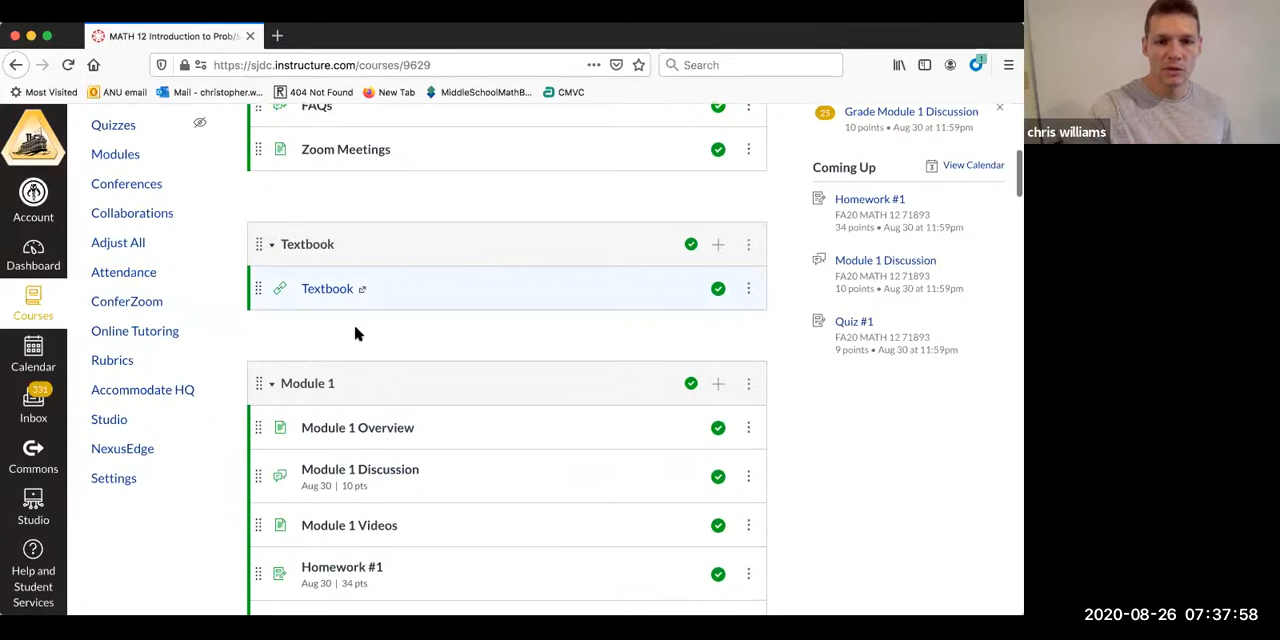 MATH 12 Introduction to Prob/S
https://sjdc.instructure.com/courses/9629
Search
Most Visited
ANU email
Mail - christopher.w...
404 Not Found
New Tab
MiddleSchoolMathB...
CMVC
Account
Dashboard
Courses
Calendar
331
Inbox
Commons
Studio
Help and
Student
Services
Quizzes
Modules
Conferences
Collaborations
Adjust All
Attendance
ConferZoom
Online Tutoring
Rubrics
Accommodate HQ
Studio
NexusEdge
Settings
FAQs
Zoom Meetings
Textbook
Textbook
Module 1
Module 1 Overview
Module 1 Discussion
Aug 30 | 10 pts
Module 1 Videos
Homework #1
Aug 30 | 34 pts
25
Grade Module 1 Discussion
10 points • Aug 30 at 11:59pm
Coming Up
View Calendar
Homework #1
FA20 MATH 12 71893
34 points • Aug 30 at 11:59pm
Module 1 Discussion
FA20 MATH 12 71893
10 points • Aug 30 at 11:59pm
Quiz #1
FA20 MATH 12 71893
9 points • Aug 30 at 11:59pm
chris williams
2020-08-26 07:37:58